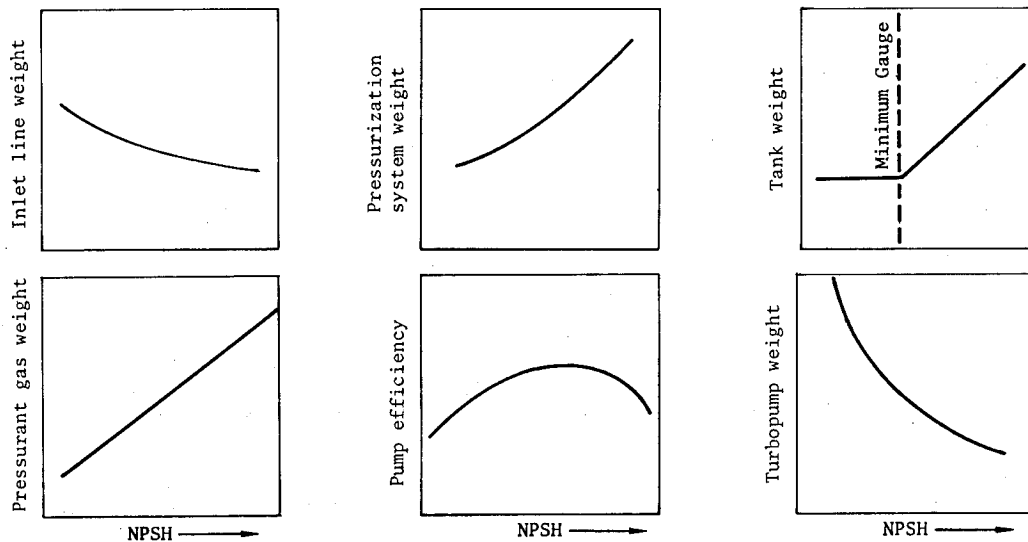 Inlet line weight
Pressurization
system weight
Tank weight
Minimum Gauge
Pressurant gas weight
Pump efficiency
Turbopump weight
NPSH
NPSH
NPSH